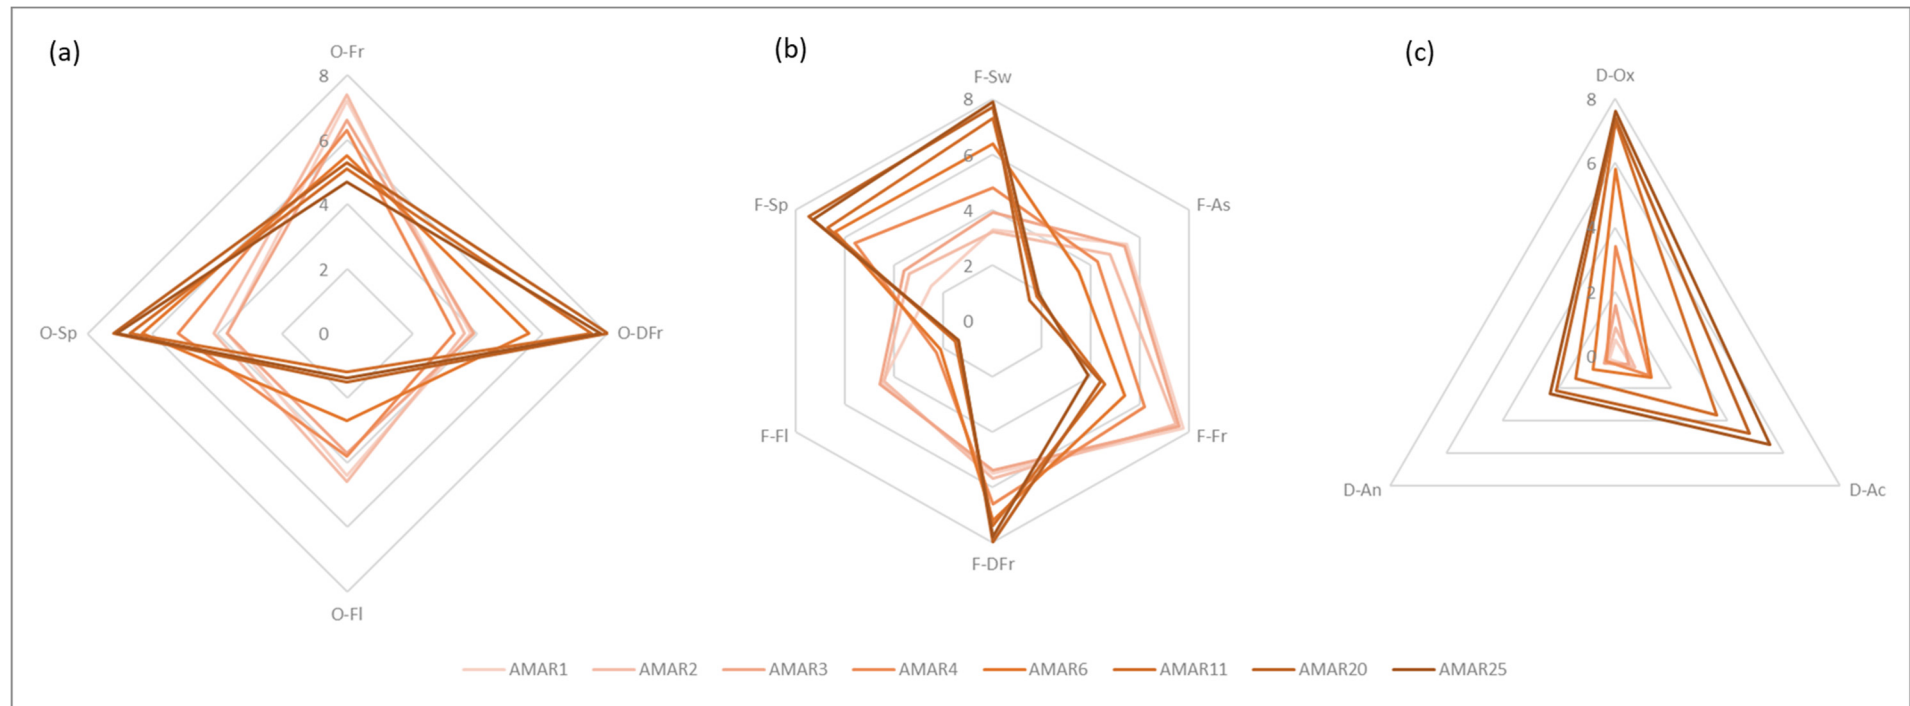 (a)
O-Fr
8
6
4
2
0
O-Sp
O-DFr
O-Fl
(b)
F-Sw
8
6
4
2
0
F-Sp
F-As
F-Fl
F-Fr
F-DFr
(c)
D-Ox
8
6
4
2
0
D-An
D-Ac
AMAR1 AMAR2 AMAR3 AMAR4 AMAR6 AMAR11 AMAR20 AMAR25